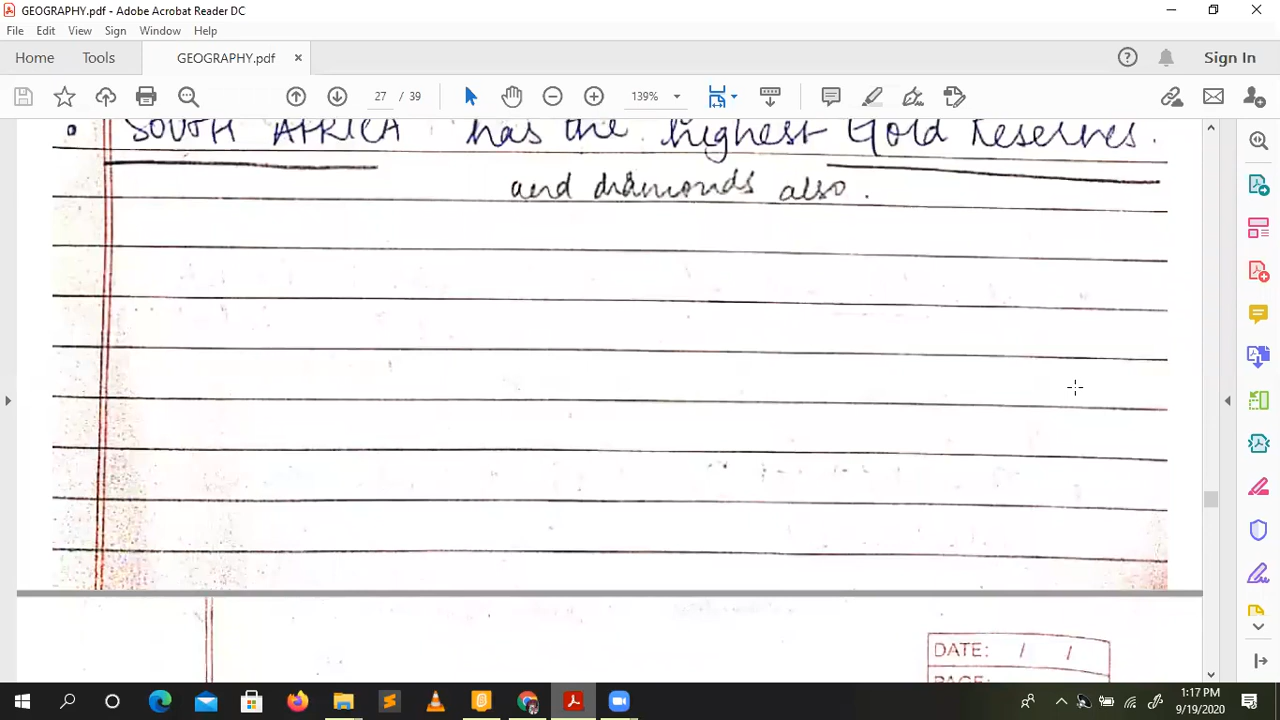 GEOGRAPHY.pdf - Adobe Acrobat Reader DC
File Edit View Sign Window Help
Home Tools GEOGRAPHY.pdf × Sign In
27 / 39 139%
• SOUTH AFRICA has the highest Gold Reserves.
and diamonds also.
DATE: / /
PAGE:
1:17 PM
9/19/2020